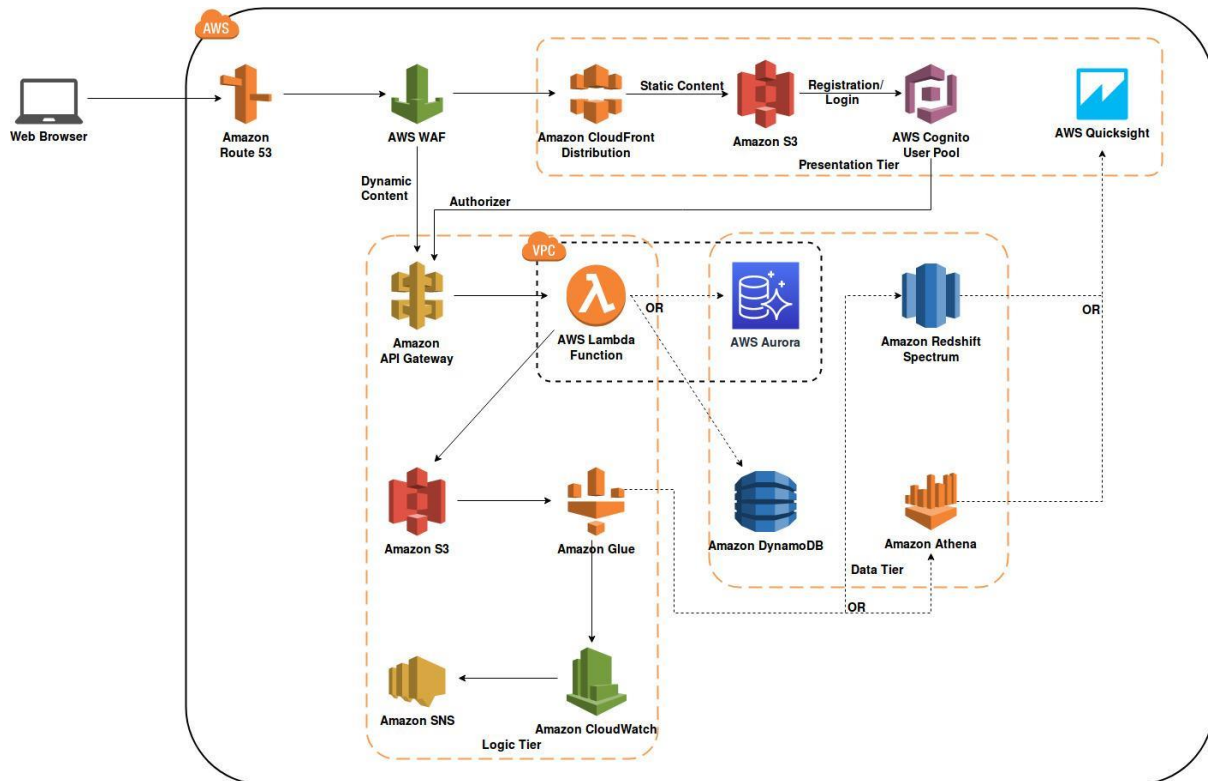 AWS
Web Browser
Amazon
Route 53
AWS WAF
Amazon CloudFront
Distribution
Static Content
Amazon S3
Registration/
Login
AWS Cognito
User Pool
AWS Quicksight
Presentation Tier
Dynamic
Content
Authorizer
VPC
Amazon
API Gateway
AWS Lambda
Function
OR
AWS Aurora
Amazon Redshift
Spectrum
OR
Amazon S3
Amazon Glue
Amazon DynamoDB
Amazon Athena
Data Tier
OR
Amazon SNS
Amazon CloudWatch
Logic Tier